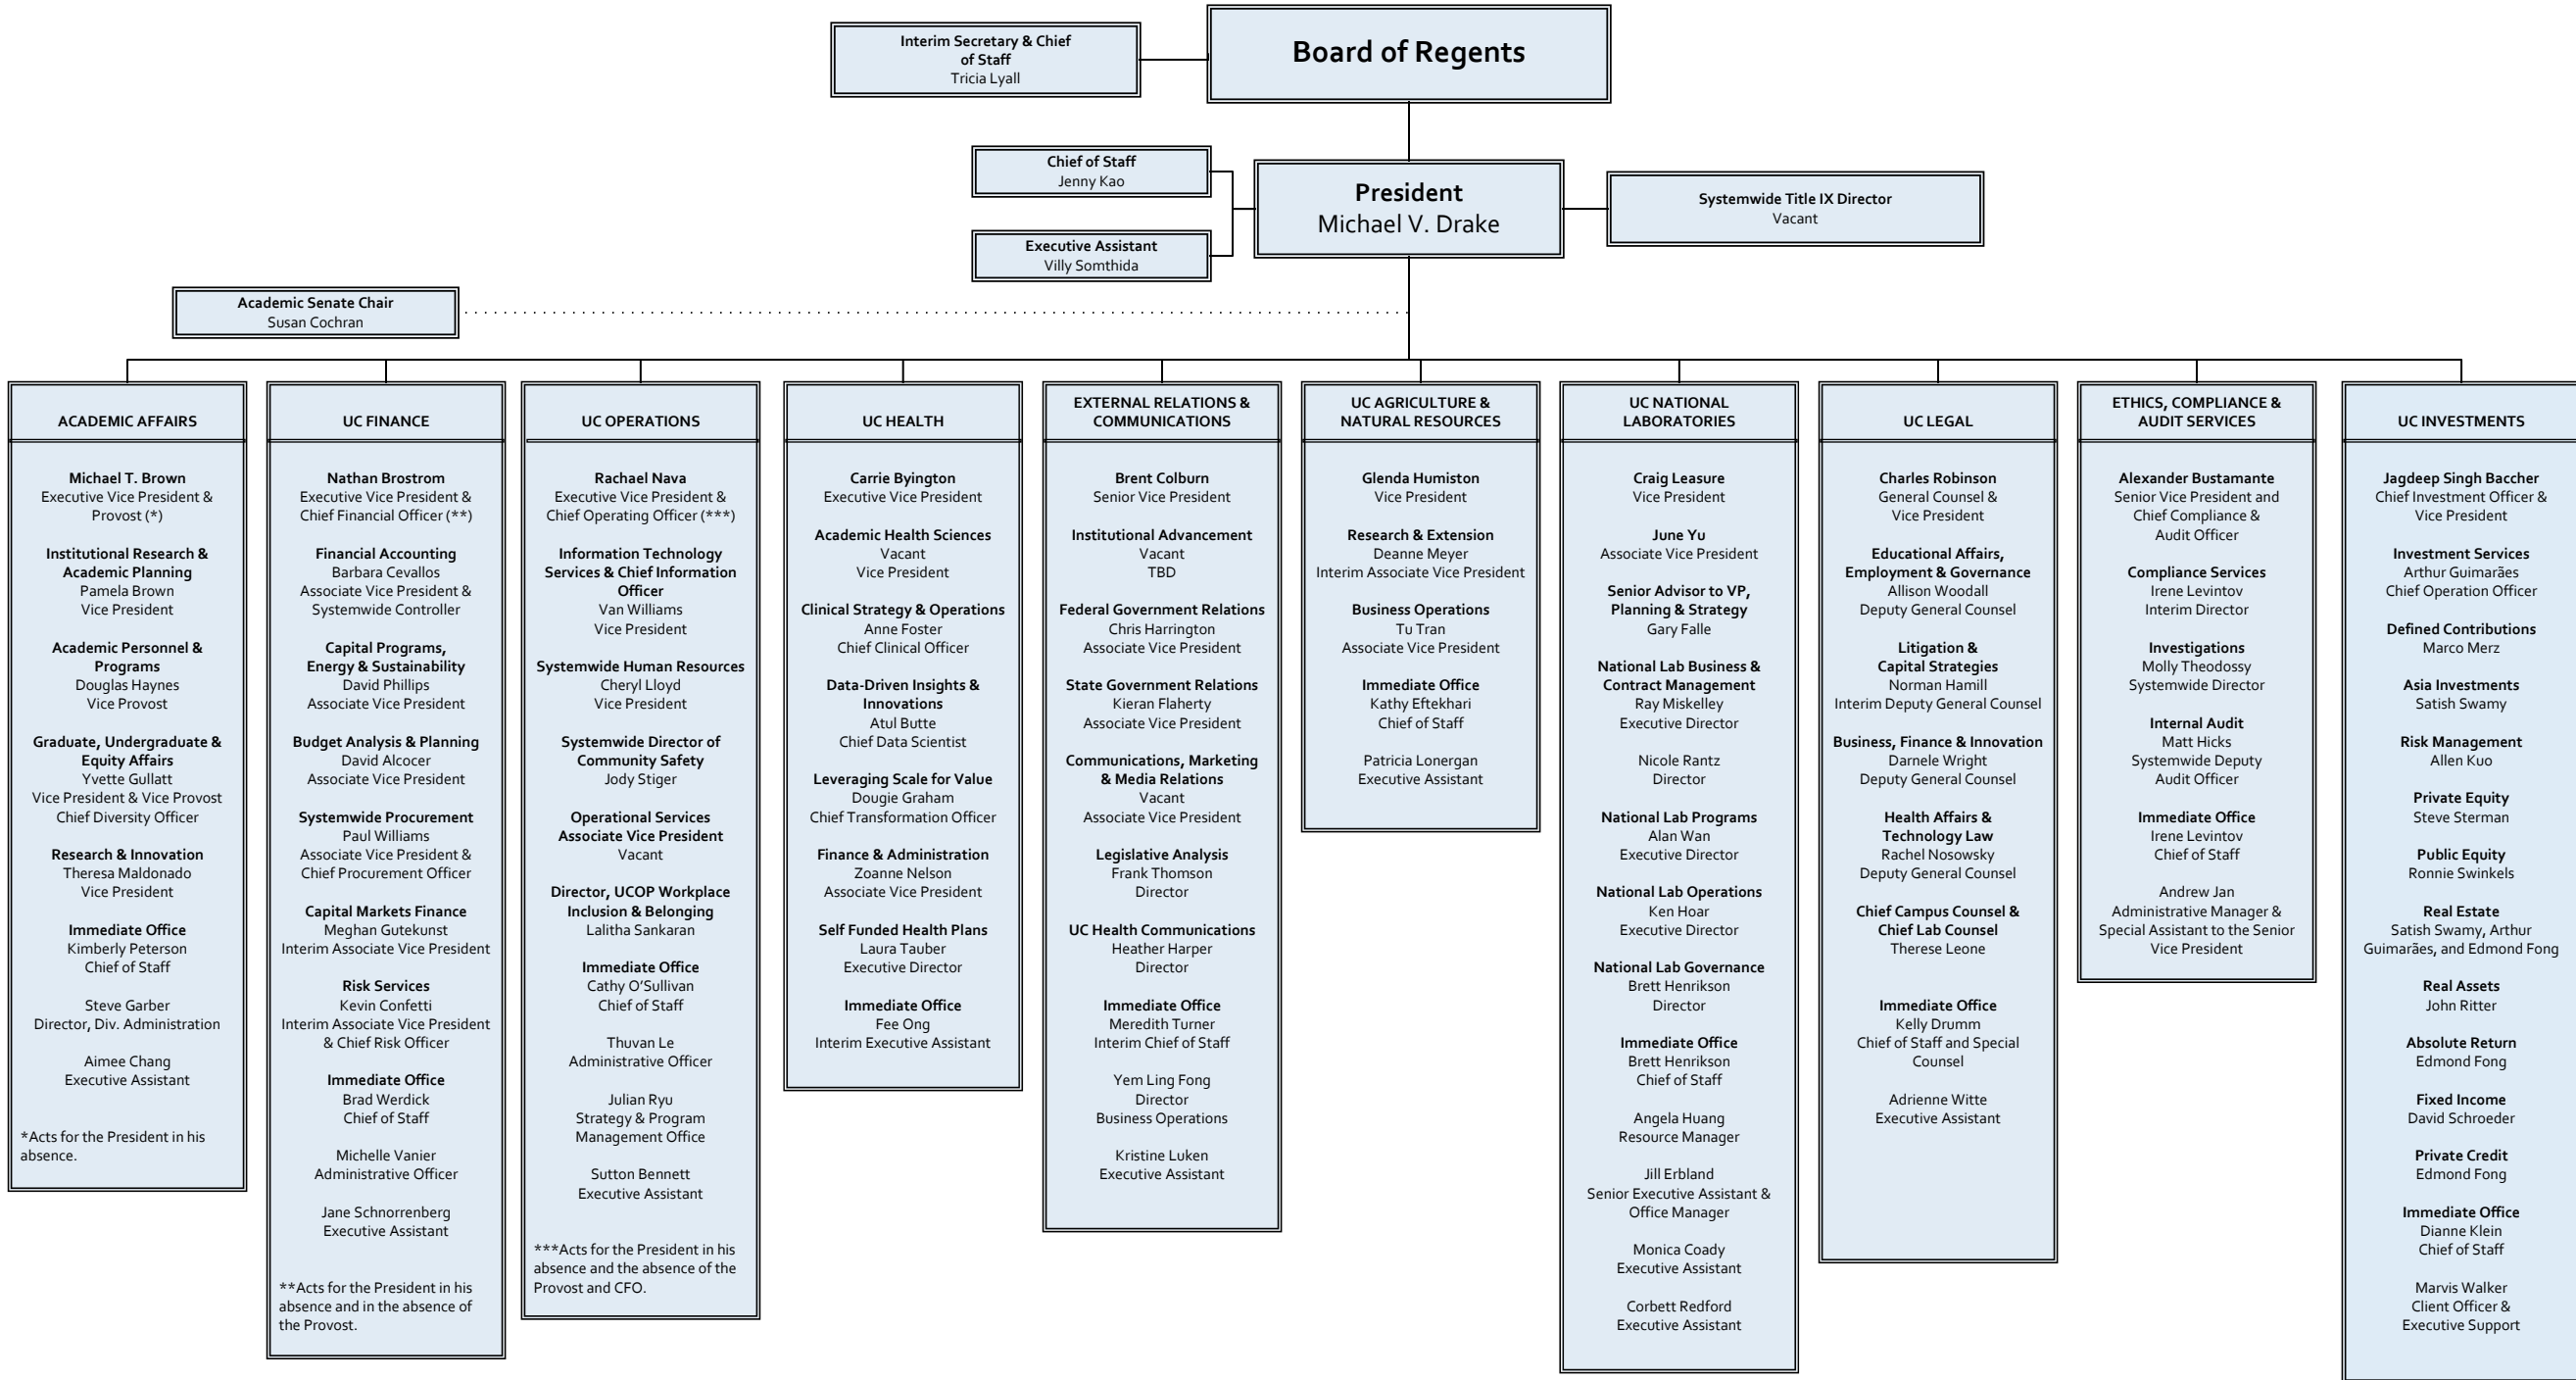 Interim Secretary & Chief
of Staff
Tricia Lyall
Board of Regents
Chief of Staff
Jenny Kao
President
Michael V. Drake
Systemwide Title IX Director
Vacant
Executive Assistant
Villy Somthida
Academic Senate Chair
Susan Cochran
ACADEMIC AFFAIRS
Michael T. Brown
Executive Vice President &
Provost (*)
Institutional Research &
Academic Planning
Pamela Brown
Vice President
Academic Personnel &
Programs
Douglas Haynes
Vice Provost
Graduate, Undergraduate &
Equity Affairs
Yvette Gullatt
Vice President & Vice Provost
Chief Diversity Officer
Research & Innovation
Theresa Maldonado
Vice President
Immediate Office
Kimberly Peterson
Chief of Staff
Steve Garber
Director, Div. Administration
Aimee Chang
Executive Assistant
*Acts for the President in his
absence.
UC FINANCE
Nathan Brostrom
Executive Vice President &
Chief Financial Officer (**)
Financial Accounting
Barbara Cevallos
Associate Vice President &
Systemwide Controller
Capital Programs,
Energy & Sustainability
David Phillips
Associate Vice President
Budget Analysis & Planning
David Alcocer
Associate Vice President
Systemwide Procurement
Paul Williams
Associate Vice President &
Chief Procurement Officer
Capital Markets Finance
Meghan Gutekunst
Interim Associate Vice President
Risk Services
Kevin Confetti
Interim Associate Vice President
& Chief Risk Officer
Immediate Office
Brad Werdick
Chief of Staff
Michelle Vanier
Administrative Officer
Jane Schnorrenberg
Executive Assistant
**Acts for the President in his
absence and in the absence of
the Provost.
UC OPERATIONS
Rachael Nava
Executive Vice President &
Chief Operating Officer (***)
Information Technology
Services & Chief Information
Officer
Van Williams
Vice President
Systemwide Human Resources
Cheryl Lloyd
Vice President
Systemwide Director of
Community Safety
Jody Stiger
Operational Services
Associate Vice President
Vacant
Director, UCOP Workplace
Inclusion & Belonging
Lalitha Sankaran
Immediate Office
Cathy O’Sullivan
Chief of Staff
Thuvan Le
Administrative Officer
Julian Ryu
Strategy & Program
Management Office
Sutton Bennett
Executive Assistant
***Acts for the President in his
absence and the absence of the
Provost and CFO.
UC HEALTH
Carrie Byington
Executive Vice President
Academic Health Sciences
Vacant
Vice President
Clinical Strategy & Operations
Anne Foster
Chief Clinical Officer
Data-Driven Insights &
Innovations
Atul Butte
Chief Data Scientist
Leveraging Scale for Value
Dougie Graham
Chief Transformation Officer
Finance & Administration
Zoanne Nelson
Associate Vice President
Self Funded Health Plans
Laura Tauber
Executive Director
Immediate Office
Fee Ong
Interim Executive Assistant
EXTERNAL RELATIONS &
COMMUNICATIONS
Brent Colburn
Senior Vice President
Institutional Advancement
Vacant
TBD
Federal Government Relations
Chris Harrington
Associate Vice President
State Government Relations
Kieran Flaherty
Associate Vice President
Communications, Marketing
& Media Relations
Vacant
Associate Vice President
Legislative Analysis
Frank Thomson
Director
UC Health Communications
Heather Harper
Director
Immediate Office
Meredith Turner
Interim Chief of Staff
Yem Ling Fong
Director
Business Operations
Kristine Luken
Executive Assistant
UC AGRICULTURE &
NATURAL RESOURCES
Glenda Humiston
Vice President
Research & Extension
Deanne Meyer
Interim Associate Vice President
Business Operations
Tu Tran
Associate Vice President
Immediate Office
Kathy Eftekhari
Chief of Staff
Patricia Lonergan
Executive Assistant
UC NATIONAL
LABORATORIES
Craig Leasure
Vice President
June Yu
Associate Vice President
Senior Advisor to VP,
Planning & Strategy
Gary Falle
National Lab Business &
Contract Management
Ray Miskelley
Executive Director
Nicole Rantz
Director
National Lab Programs
Alan Wan
Executive Director
National Lab Operations
Ken Hoar
Executive Director
National Lab Governance
Brett Henrikson
Director
Immediate Office
Brett Henrikson
Chief of Staff
Angela Huang
Resource Manager
Jill Erbland
Senior Executive Assistant &
Office Manager
Monica Coady
Executive Assistant
Corbett Redford
Executive Assistant
UC LEGAL
Charles Robinson
General Counsel &
Vice President
Educational Affairs,
Employment & Governance
Allison Woodall
Deputy General Counsel
Litigation &
Capital Strategies
Norman Hamill
Interim Deputy General Counsel
Business, Finance & Innovation
Darnele Wright
Deputy General Counsel
Health Affairs &
Technology Law
Rachel Nosowsky
Deputy General Counsel
Chief Campus Counsel &
Chief Lab Counsel
Therese Leone
Immediate Office
Kelly Drumm
Chief of Staff and Special
Counsel
Adrienne Witte
Executive Assistant
ETHICS, COMPLIANCE &
AUDIT SERVICES
Alexander Bustamante
Senior Vice President and
Chief Compliance &
Audit Officer
Compliance Services
Irene Levintov
Interim Director
Investigations
Molly Theodossy
Systemwide Director
Internal Audit
Matt Hicks
Systemwide Deputy
Audit Officer
Immediate Office
Irene Levintov
Chief of Staff
Andrew Jan
Administrative Manager &
Special Assistant to the Senior
Vice President
UC INVESTMENTS
Jagdeep Singh Baccher
Chief Investment Officer &
Vice President
Investment Services
Arthur Guimarães
Chief Operation Officer
Defined Contributions
Marco Merz
Asia Investments
Satish Swamy
Risk Management
Allen Kuo
Private Equity
Steve Sterman
Public Equity
Ronnie Swinkels
Real Estate
Satish Swamy, Arthur
Guimarães, and Edmond Fong
Real Assets
John Ritter
Absolute Return
Edmond Fong
Fixed Income
David Schroeder
Private Credit
Edmond Fong
Immediate Office
Dianne Klein
Chief of Staff
Marvis Walker
Client Officer &
Executive Support